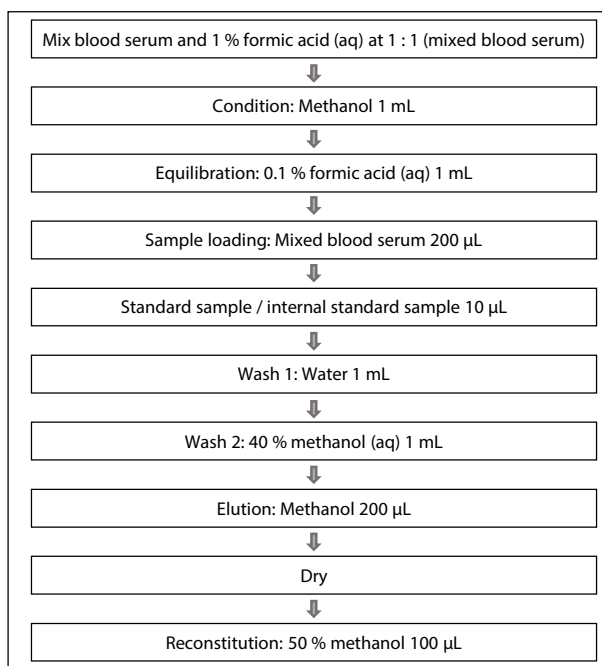 Mix blood serum and 1 % formic acid (aq) at 1 : 1 (mixed blood serum)
Condition: Methanol 1 mL
Equilibration: 0.1 % formic acid (aq) 1 mL
Sample loading: Mixed blood serum 200 µL
Standard sample / internal standard sample 10 µL
Wash 1: Water 1 mL
Wash 2: 40 % methanol (aq) 1 mL
Elution: Methanol 200 µL
Dry
Reconstitution: 50 % methanol 100 µL